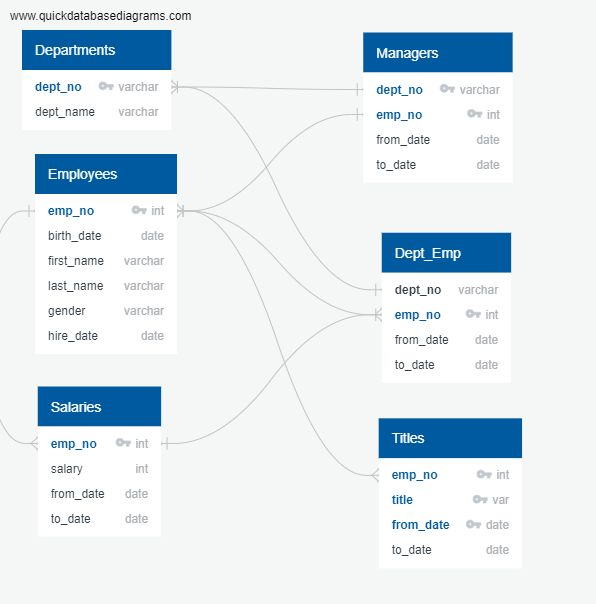 www.quickdatabasediagrams.com
Departments
dept_no varchar
dept_name varchar
Employees
emp_no int
birth_date date
first_name varchar
last_name varchar
gender varchar
hire_date date
Salaries
emp_no int
salary int
from_date date
to_date date
Managers
dept_no varchar
emp_no int
from_date date
to_date date
Dept_Emp
dept_no varchar
emp_no int
from_date date
to_date date
Titles
emp_no int
title var
from_date date
to_date date